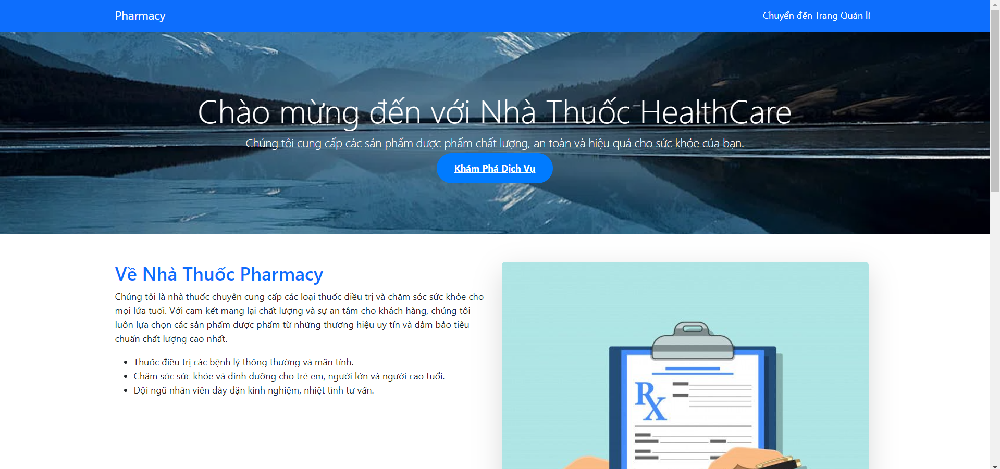 Pharmacy
Chuyển đến Trang Quản lí
Chào mừng đến với Nhà Thuốc HealthCare
Chúng tôi cung cấp các sản phẩm dược phẩm chất lượng, an toàn và hiệu quả cho sức khỏe của bạn.
Khám Phá Dịch Vụ
Về Nhà Thuốc Pharmacy
Chúng tôi là nhà thuốc chuyên cung cấp các loại thuốc điều trị và chăm sóc sức khỏe cho
mọi lứa tuổi. Với cam kết mang lại chất lượng và sự an tâm cho khách hàng, chúng tôi
luôn lựa chọn các sản phẩm dược phẩm từ những thương hiệu uy tín và đảm bảo tiêu
chuẩn chất lượng cao nhất.
• Thuốc điều trị các bệnh lý thông thường và mãn tính.
• Chăm sóc sức khỏe và dinh dưỡng cho trẻ em, người lớn và người cao tuổi.
• Đội ngũ nhân viên dày dặn kinh nghiệm, nhiệt tình tư vấn.
Rx